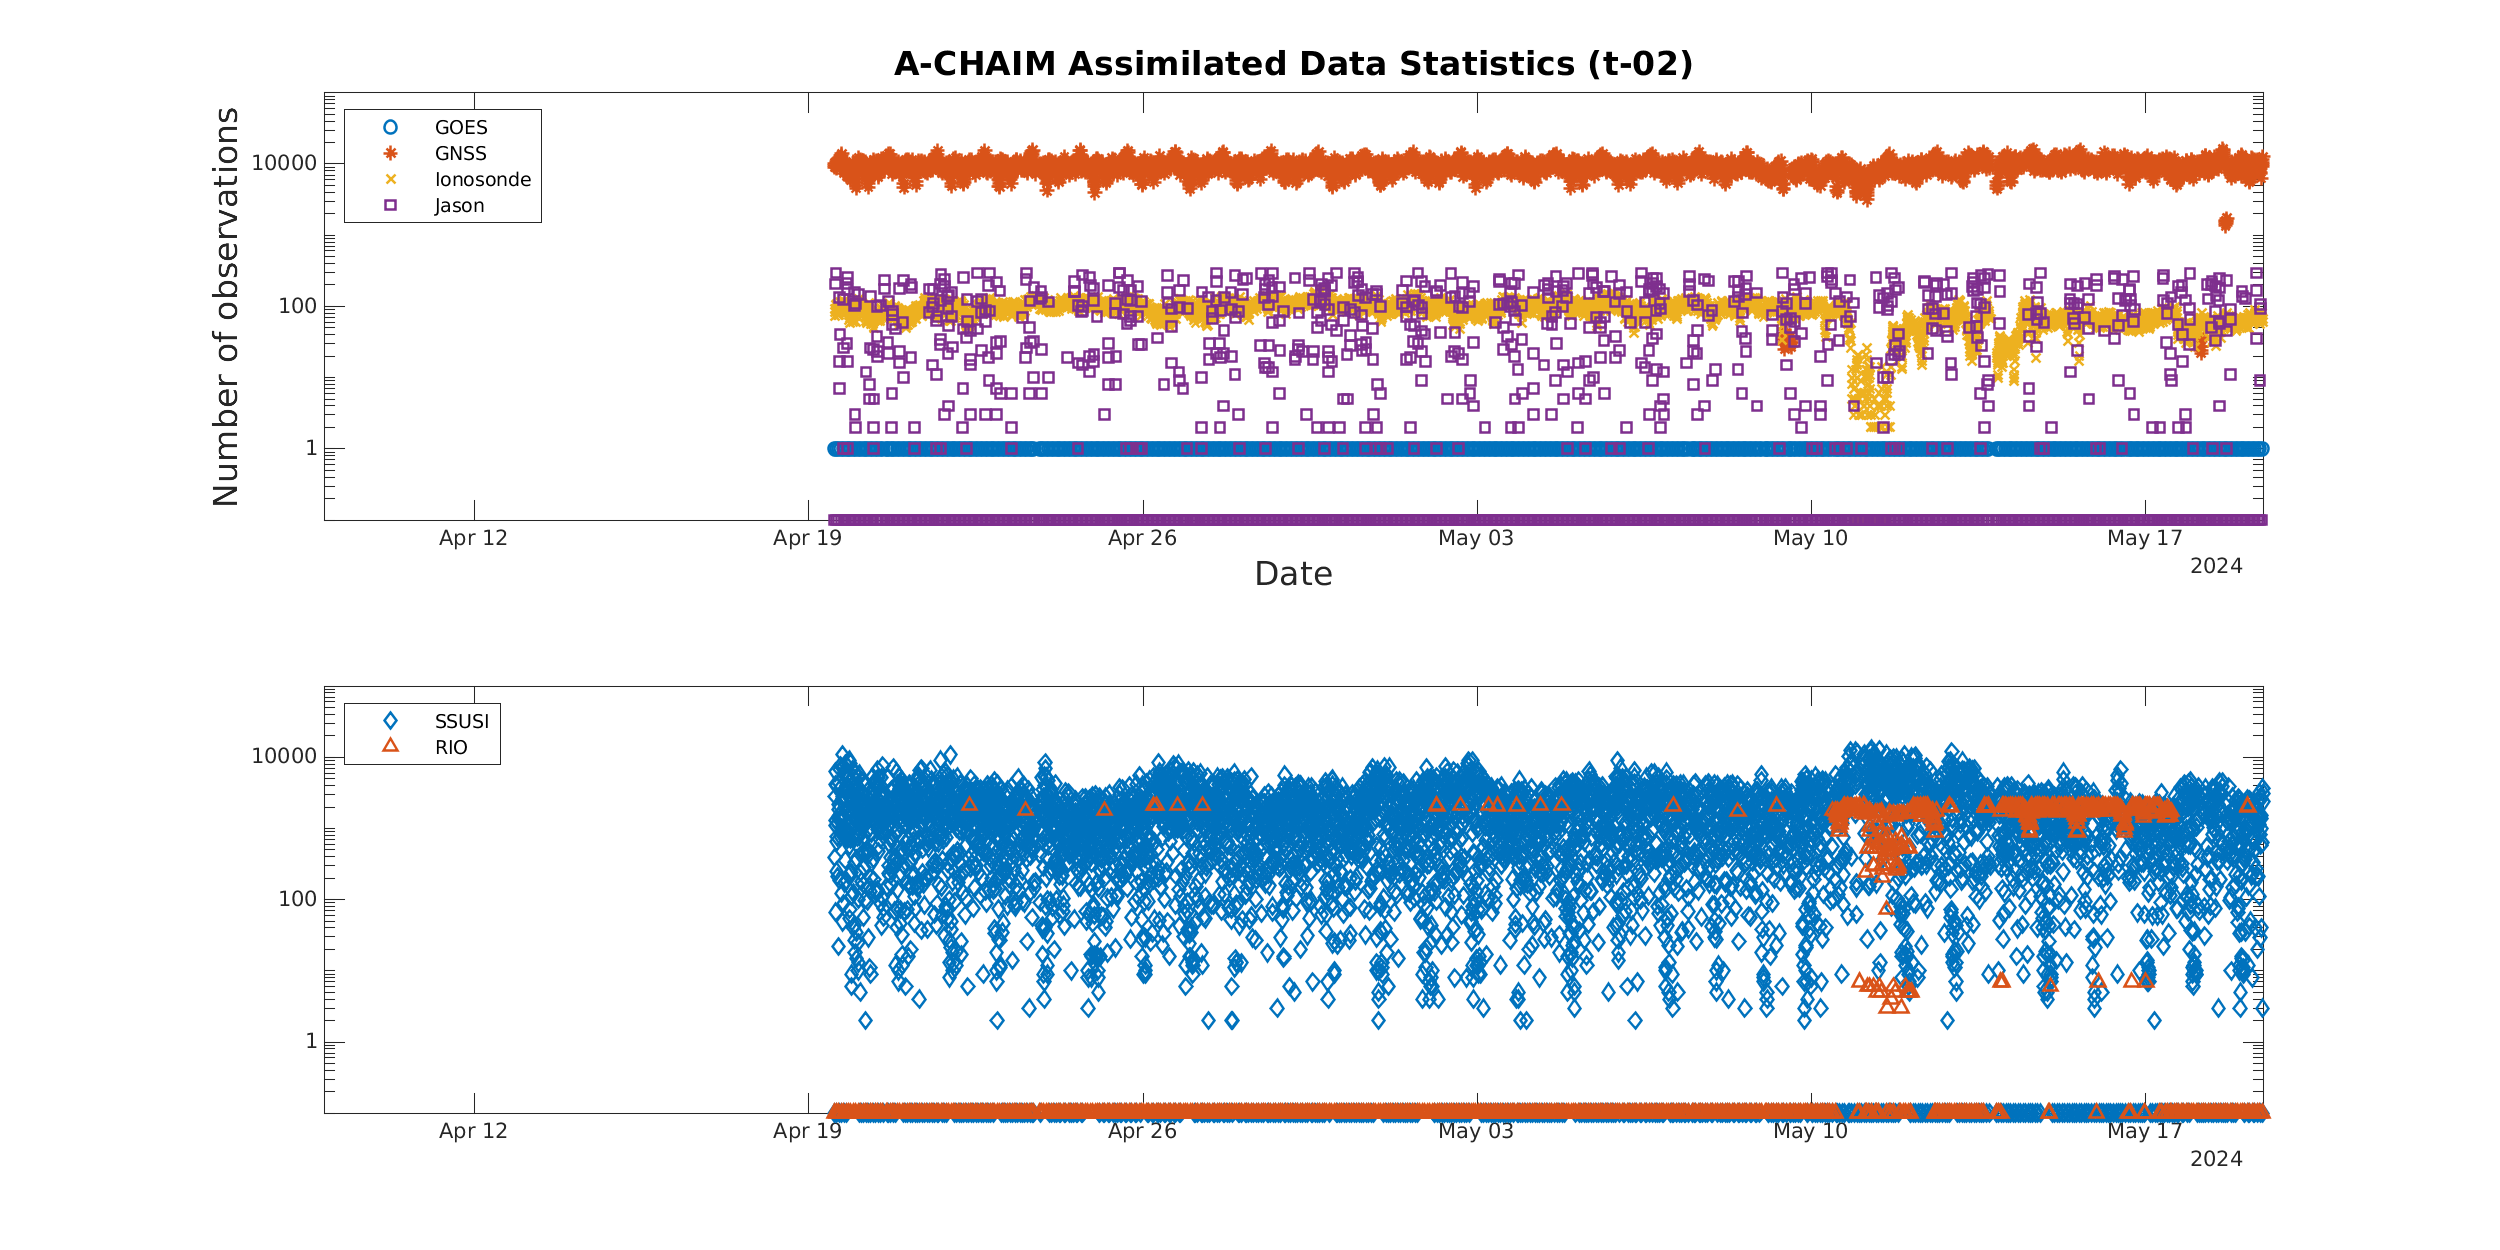 A-CHAIM Assimilated Data Statistics (t-02)
Number of observations
10000
100
1
GOES
GNSS
Ionosonde
Jason
Apr 12
Apr 19
Apr 26
May 03
May 10
May 17
2024
Date
10000
100
1
SSUSI
RIO
Apr 12
Apr 19
Apr 26
May 03
May 10
May 17
2024